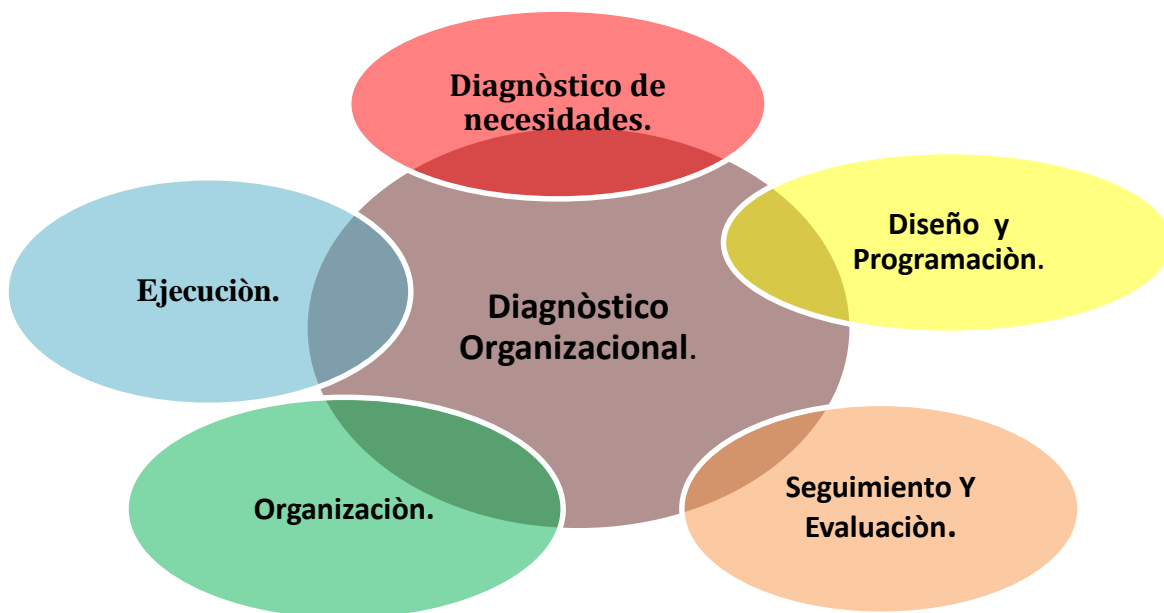 Diagnòstico de
necesidades.
Diseño y
Programaciòn.
Ejecuciòn.
Diagnòstico
Organizacional.
Organizaciòn.
Seguimiento Y
Evaluaciòn.